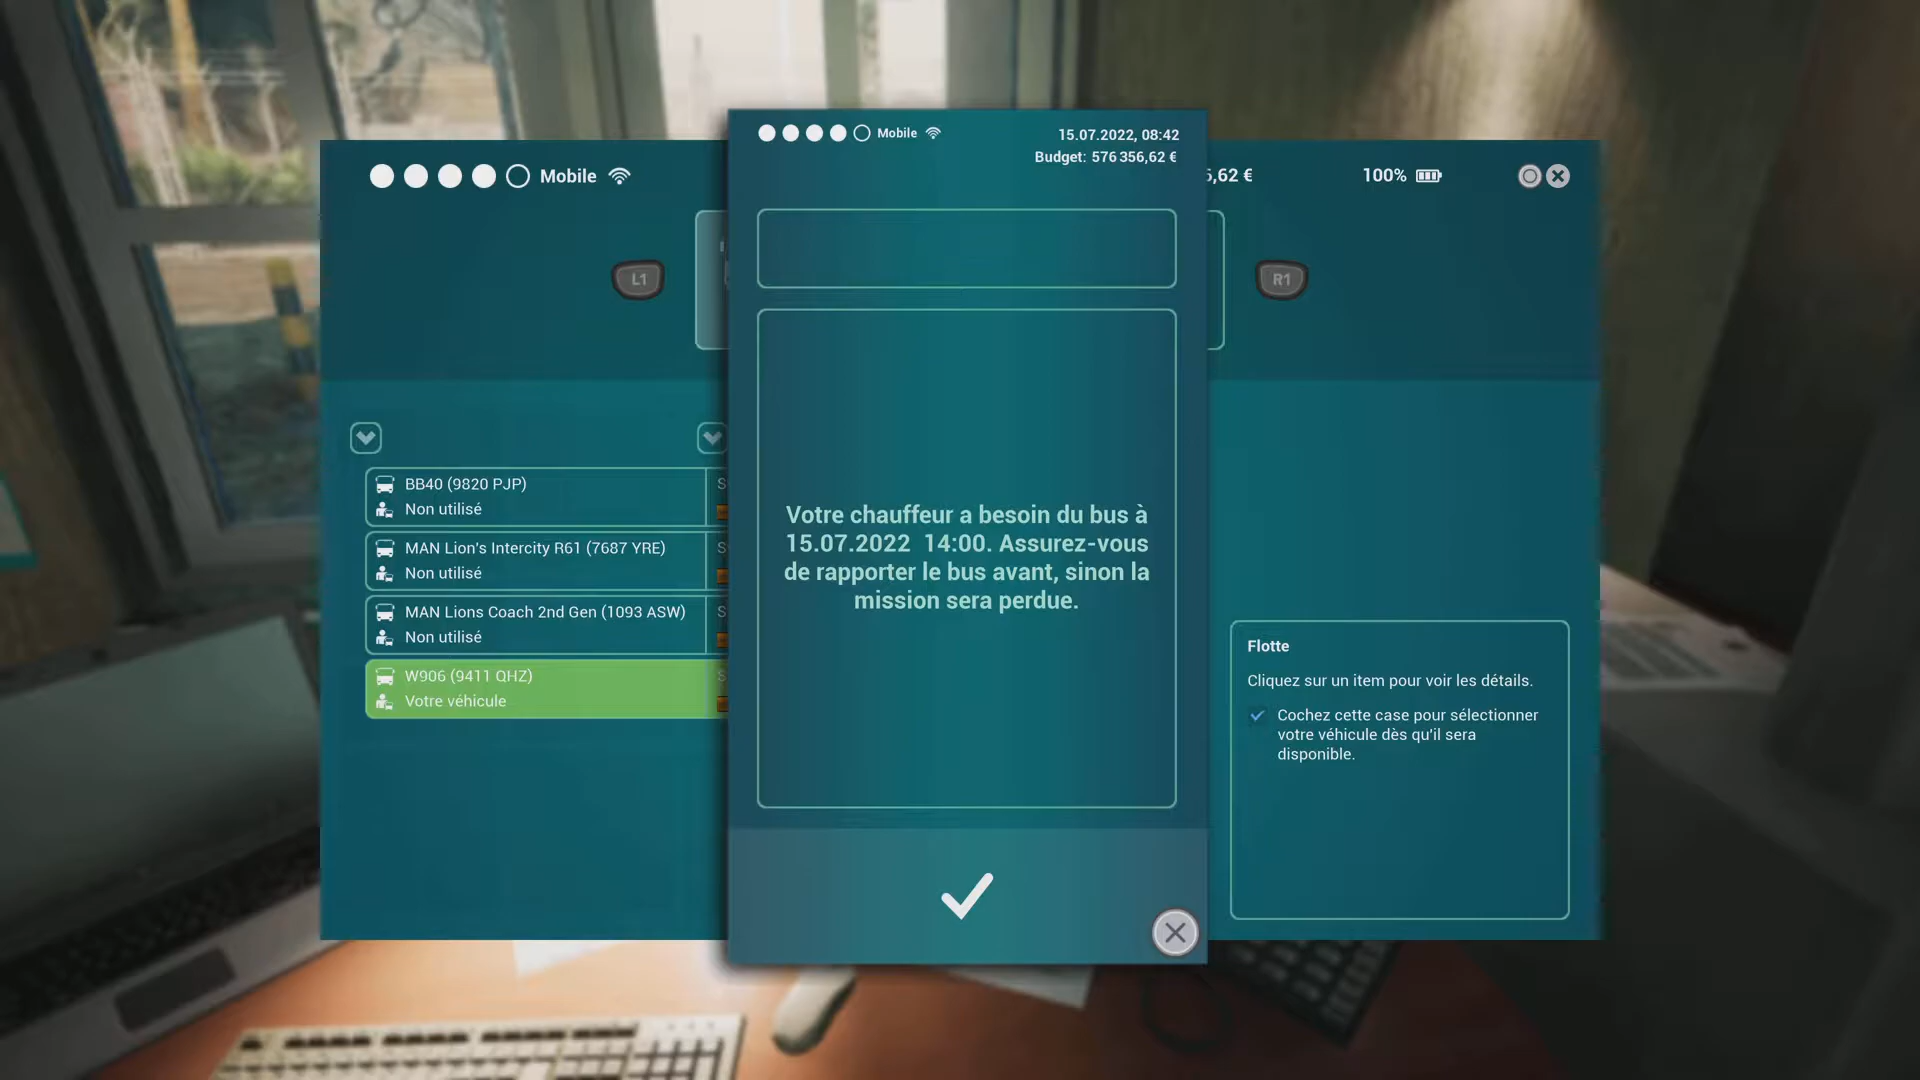 Mobile
15.07.2022, 08:42
Budget: 576 356,62 €
Mobile
6,62 €
100%
L1
R1
BB40 (9820 PJP)
Non utilisé
MAN Lion's Intercity R61 (7687 YRE)
Non utilisé
MAN Lions Coach 2nd Gen (1093 ASW)
Non utilisé
W906 (9411 QHZ)
Votre véhicule
Votre chauffeur a besoin du bus à
15.07.2022 14:00. Assurez-vous
de rapporter le bus avant, sinon la
mission sera perdue.
Flotte
Cliquez sur un item pour voir les détails.
Cochez cette case pour sélectionner
votre véhicule dès qu'il sera
disponible.